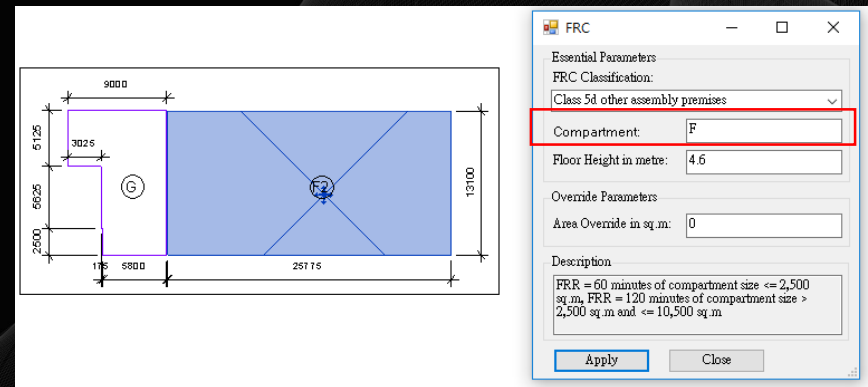 9000
5125
3025
5625
2500
175
5800
25775
13100
G
FRC
Essential Parameters
FRC Classification:
Class 5d other assembly premises
Compartment:
F
Floor Height in metre:
4.6
Override Parameters
Area Override in sq.m:
0
Description
FRR = 60 minutes of compartment size <= 2,500
sq.m, FRR = 120 minutes of compartment size >
2,500 sq.m and <= 10,500 sq.m
Apply
Close